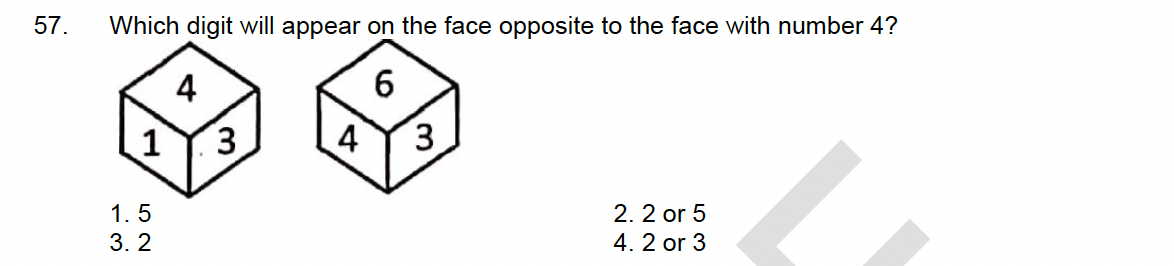 57. Which digit will appear on the face opposite to the face with number 4?
4 6
1 3 4 3
1. 5 2. 2 or 5
3. 2 4. 2 or 3